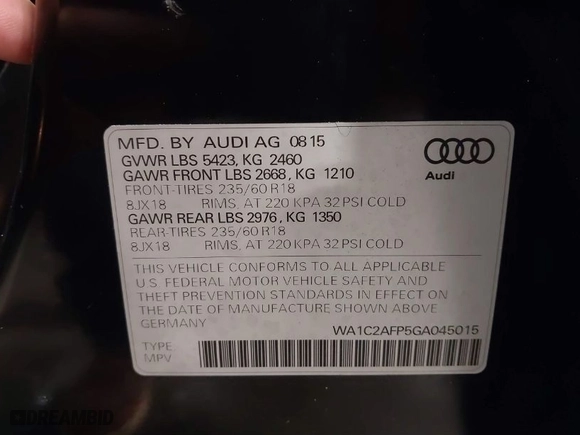 MFD. BY AUDI AG 08 15
GVWR LBS 5423, KG 2460
GAWR FRONT LBS 2668, KG 1210
FRONT-TIRES 235/60 R18
8JX18 RIMS, AT 220 KPA 32 PSI COLD
GAWR REAR LBS 2976, KG 1350
REAR-TIRES 235/60 R18
8JX18 RIMS, AT 220 KPA 32 PSI COLD
Audi
THIS VEHICLE CONFORMS TO ALL APPLICABLE
U.S. FEDERAL MOTOR VEHICLE SAFETY AND
THEFT PREVENTION STANDARDS IN EFFECT ON
THE DATE OF MANUFACTURE SHOWN ABOVE
GERMANY WA1C2AFP5GA045015
TYPE
MPV
DREAMBID